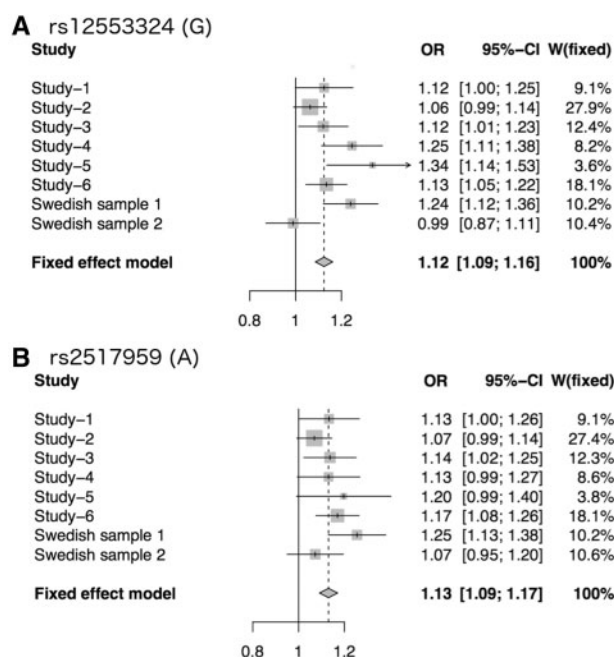 A rs12553324 (G)
Study OR 95%-CI W(fixed)
Study-1 1.12 [1.00; 1.25] 9.1%
Study-2 1.06 [0.99; 1.14] 27.9%
Study-3 1.12 [1.01; 1.23] 12.4%
Study-4 1.25 [1.11; 1.38] 8.2%
Study-5 1.34 [1.14; 1.53] 3.6%
Study-6 1.13 [1.05; 1.22] 18.1%
Swedish sample 1 1.24 [1.12; 1.36] 10.2%
Swedish sample 2 0.99 [0.87; 1.11] 10.4%
Fixed effect model 1.12 [1.09; 1.16] 100%
0.8 1 1.2
B rs2517959 (A)
Study OR 95%-CI W(fixed)
Study-1 1.13 [1.00; 1.26] 9.1%
Study-2 1.07 [0.99; 1.14] 27.4%
Study-3 1.14 [1.02; 1.25] 12.3%
Study-4 1.13 [0.99; 1.27] 8.6%
Study-5 1.20 [0.99; 1.40] 3.8%
Study-6 1.17 [1.08; 1.26] 18.1%
Swedish sample 1 1.25 [1.13; 1.38] 10.2%
Swedish sample 2 1.07 [0.95; 1.20] 10.6%
Fixed effect model 1.13 [1.09; 1.17] 100%
0.8 1 1.2